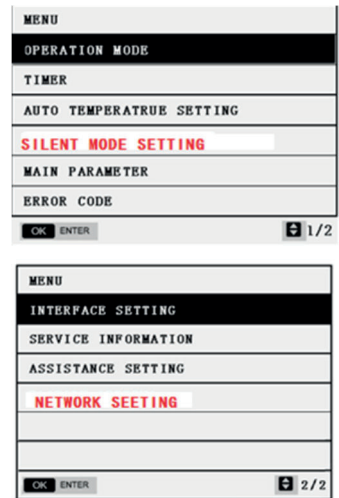 MENU
OPERATION MODE
TIMER
AUTO TEMPERATRUE SETTING
SILENT MODE SETTING
MAIN PARAMETER
ERROR CODE
OK ENTER 1/2
MENU
INTERFACE SETTING
SERVICE INFORMATION
ASSISTANCE SETTING
NETWORK SEETING
OK ENTER 2/2